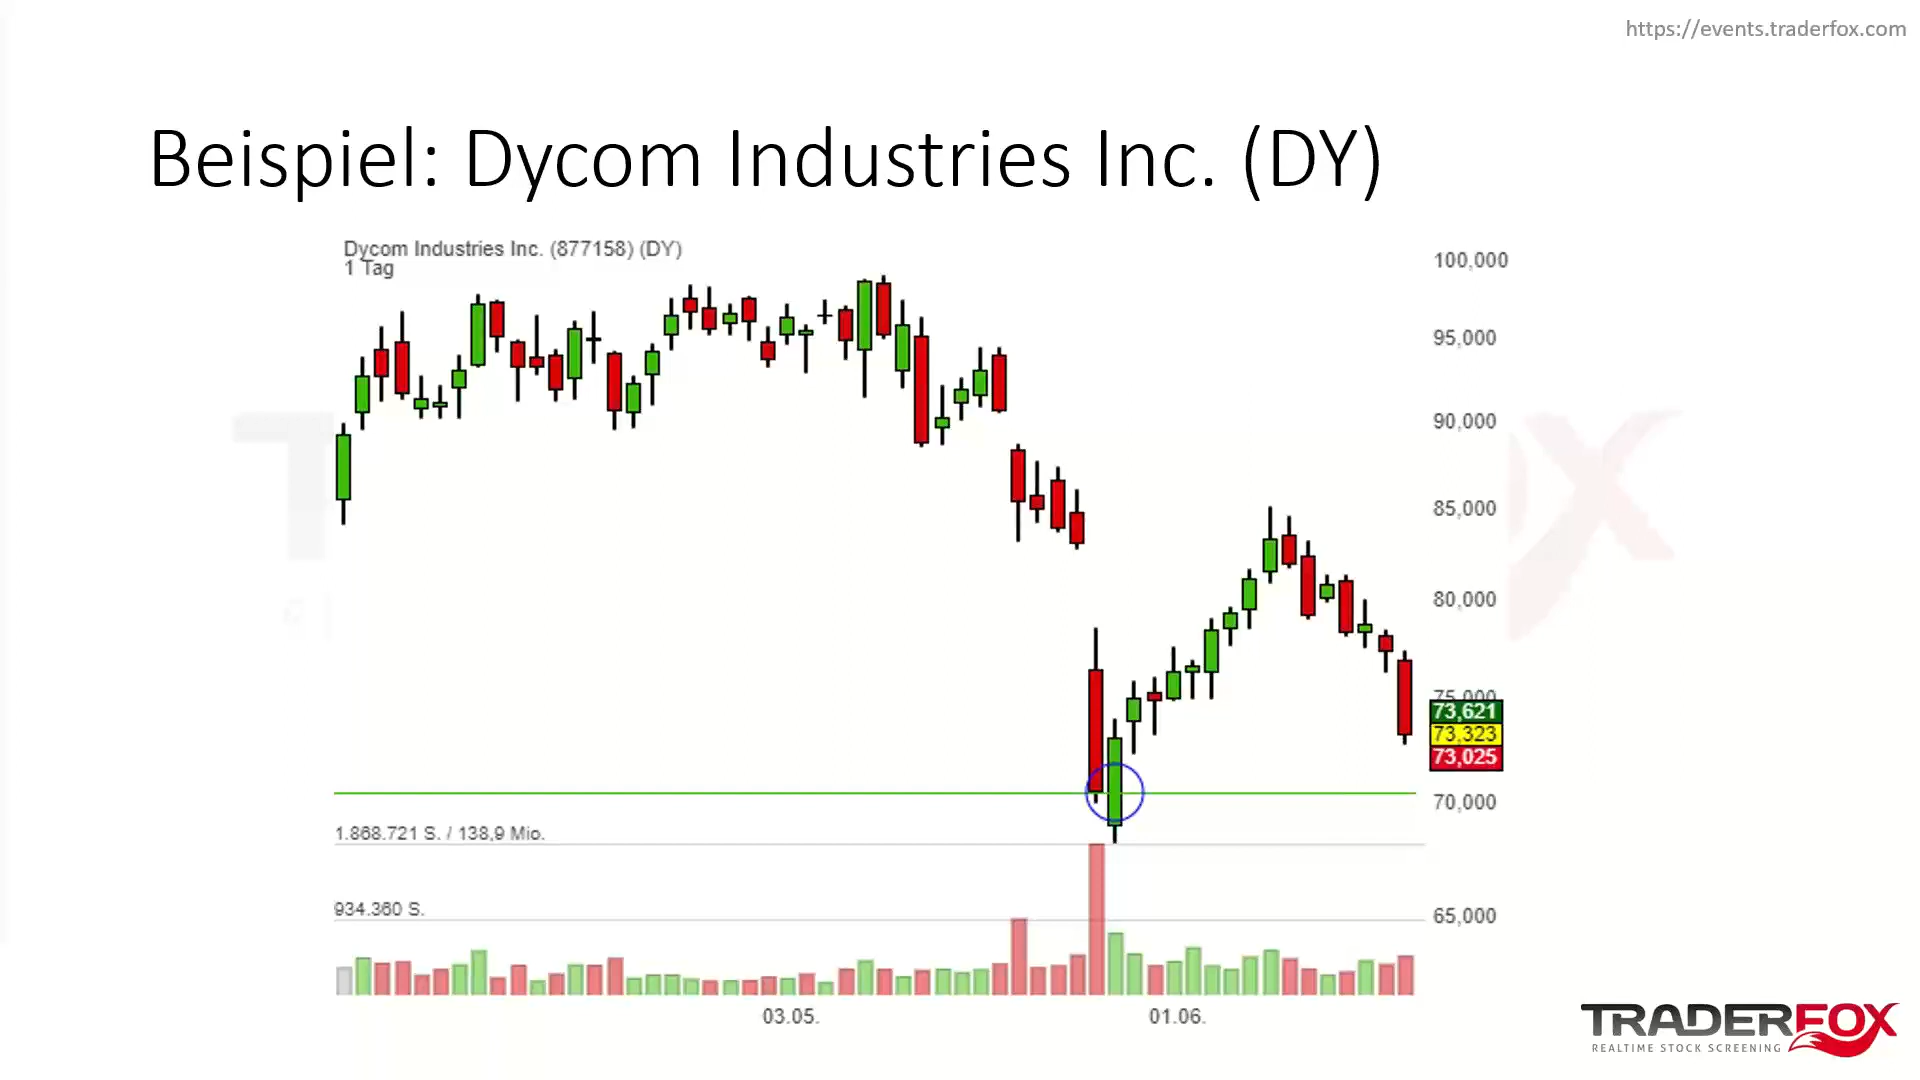 https://events.traderfox.com
Beispiel: Dycom Industries Inc. (DY)
Dycom Industries Inc. (877158) (DY)
1 Tag
100,000
95,000
90,000
85,000
80,000
75,000
73,621
73,323
73,025
70,000
1.868.721 S. / 138,9 Mio.
934.360 S.
65,000
03.05.
01.06.
TRADERFOX
REALTIME STOCK SCREENING